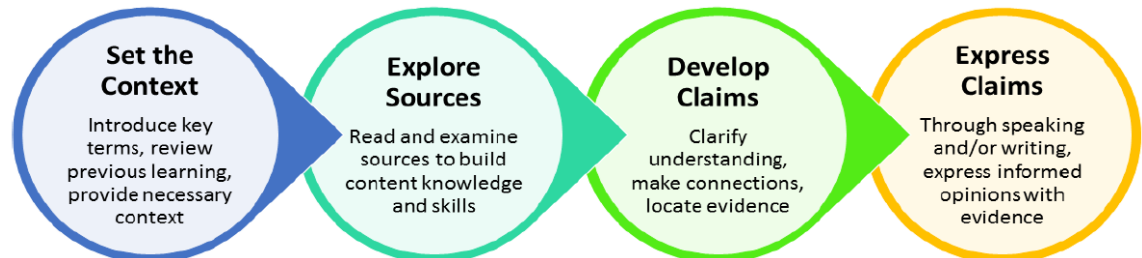 Set the
Context
Introduce key
terms, review
previous learning,
provide necessary
context
Explore
Sources
Read and examine
sources to build
content knowledge
and skills
Develop
Claims
Clarify
understanding,
make connections,
locate evidence
Express
Claims
Through speaking
and/or writing,
express informed
opinions with
evidence